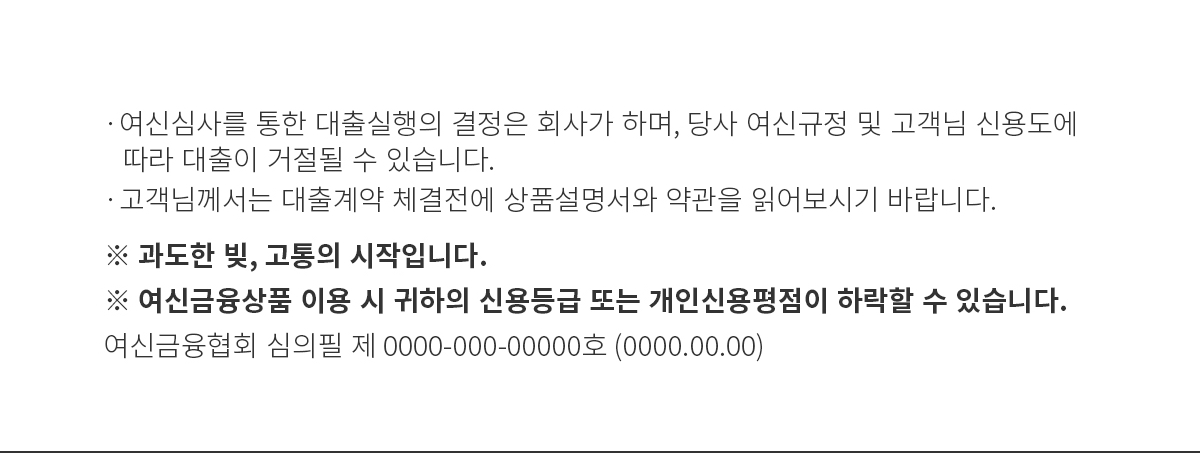 · 여신심사를 통한 대출실행의 결정은 회사가 하며, 당사 여신규정 및 고객님 신용도에
따라 대출이 거절될 수 있습니다.
· 고객님께서는 대출계약 체결전에 상품설명서와 약관을 읽어보시기 바랍니다.
※ 과도한 빚, 고통의 시작입니다.
※ 여신금융상품 이용 시 귀하의 신용등급 또는 개인신용평점이 하락할 수 있습니다.
여신금융협회 심의필 제 0000-000-00000호 (0000.00.00)